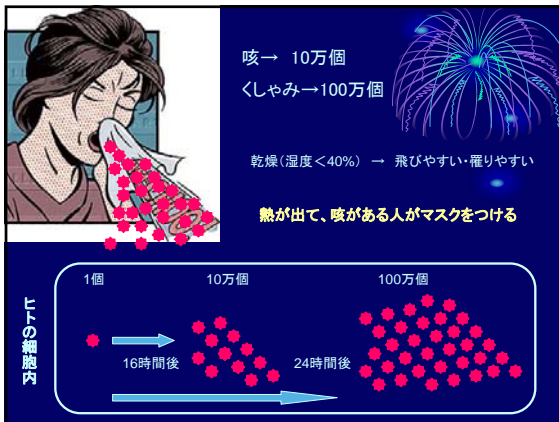 咳→ 10万個
くしゃみ→100万個
乾燥(湿度<40%) → 飛びやすい・罹りやすい
熱が出て、咳がある人がマスクをつける
ヒトの細胞内
1個
10万個
100万個
16時間後
24時間後